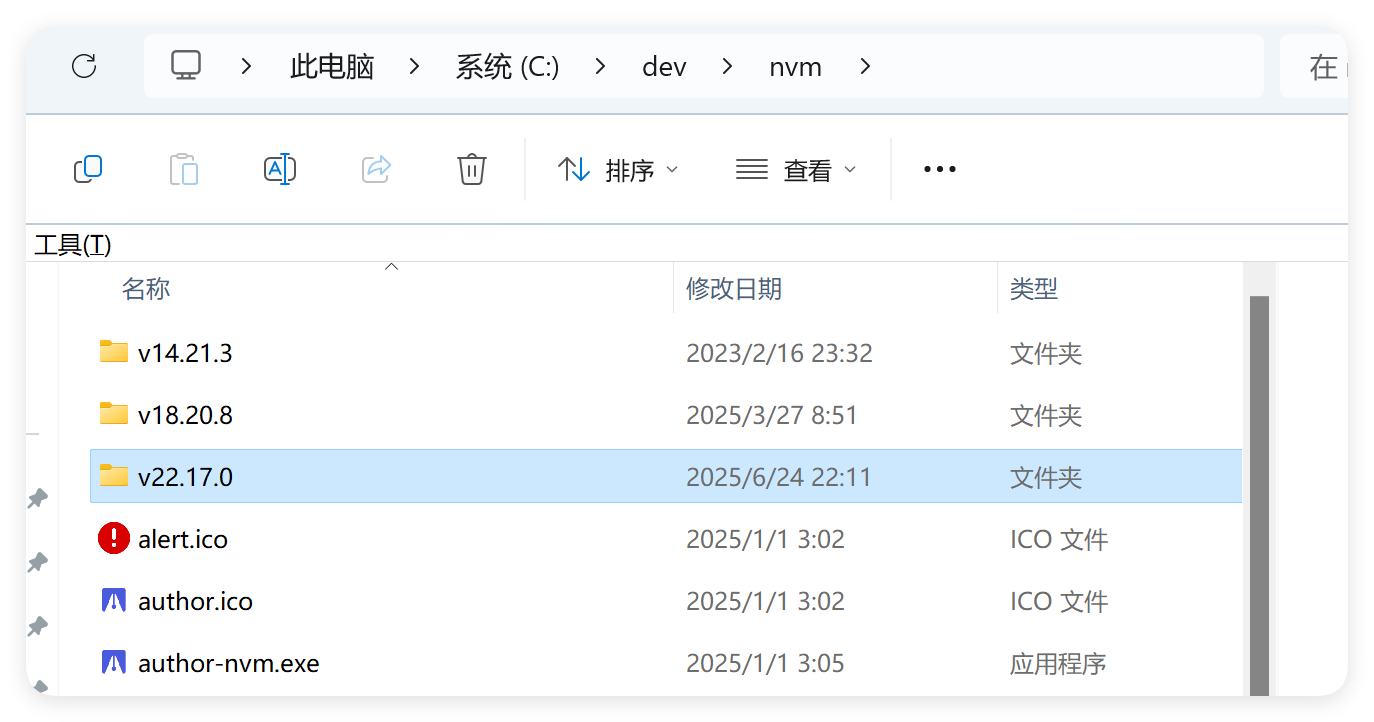 此电脑 系统 (C:) dev nvm 在
排序 查看
工具(T)
名称 修改日期 类型
v14.21.3 2023/2/16 23:32 文件夹
v18.20.8 2025/3/27 8:51 文件夹
v22.17.0 2025/6/24 22:11 文件夹
alert.ico 2025/1/1 3:02 ICO 文件
author.ico 2025/1/1 3:02 ICO 文件
author-nvm.exe 2025/1/1 3:05 应用程序